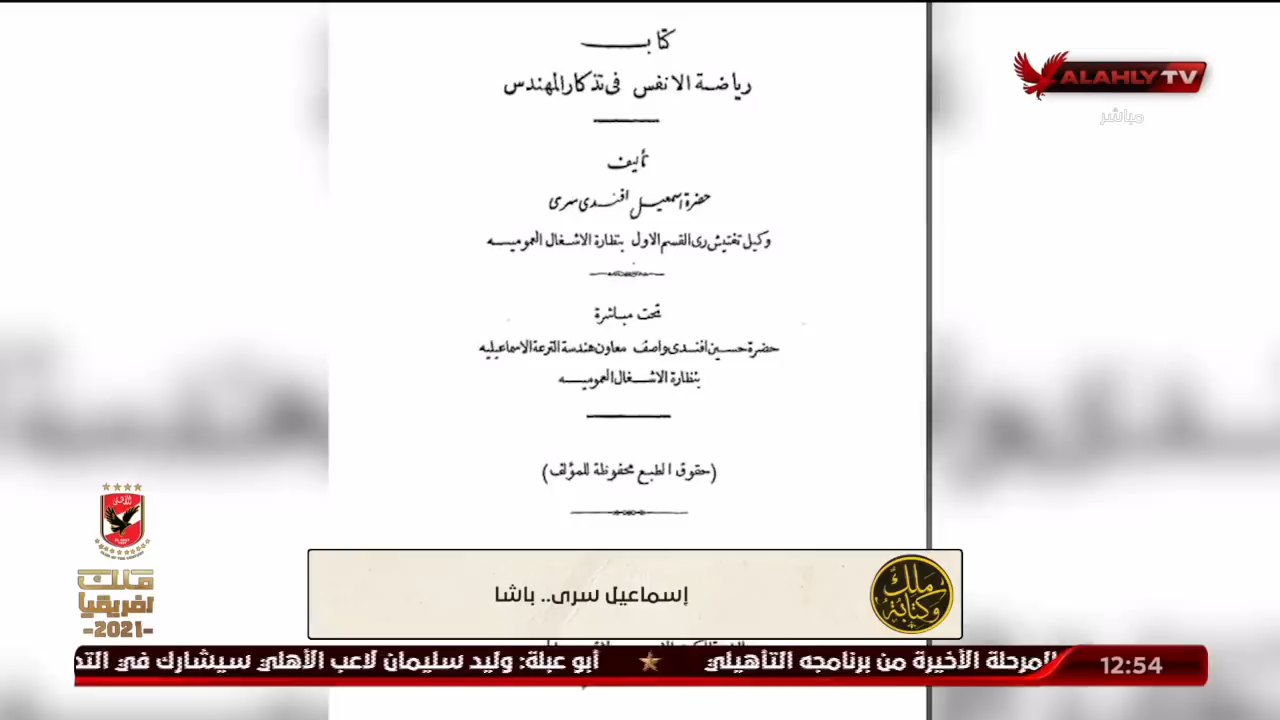 كتاب
رياضة الانفس فى تذكار المهندس
تأليف
حضرة اسمعيل افندى سرى
وكيل تفتيش رى القسم الاول بنظارة الاشغال العموميه
تحت مباشرة
حضرة حسين افندى واصف معاون هندسة الترعة الاسماعيليه
بنظارة الاشغال العموميه
(حقوق الطبع محفوظة للمؤلف)
ALAHLY TV
مباشر
ملك
افريقيا
-2021-
إسماعيل سرى.. باشا
ملك
وكتابة
المرحلة الأخيرة من برنامجه التأهيلي
أبو عبلة: وليد سليمان لاعب الأهلي سيشارك في
12:54